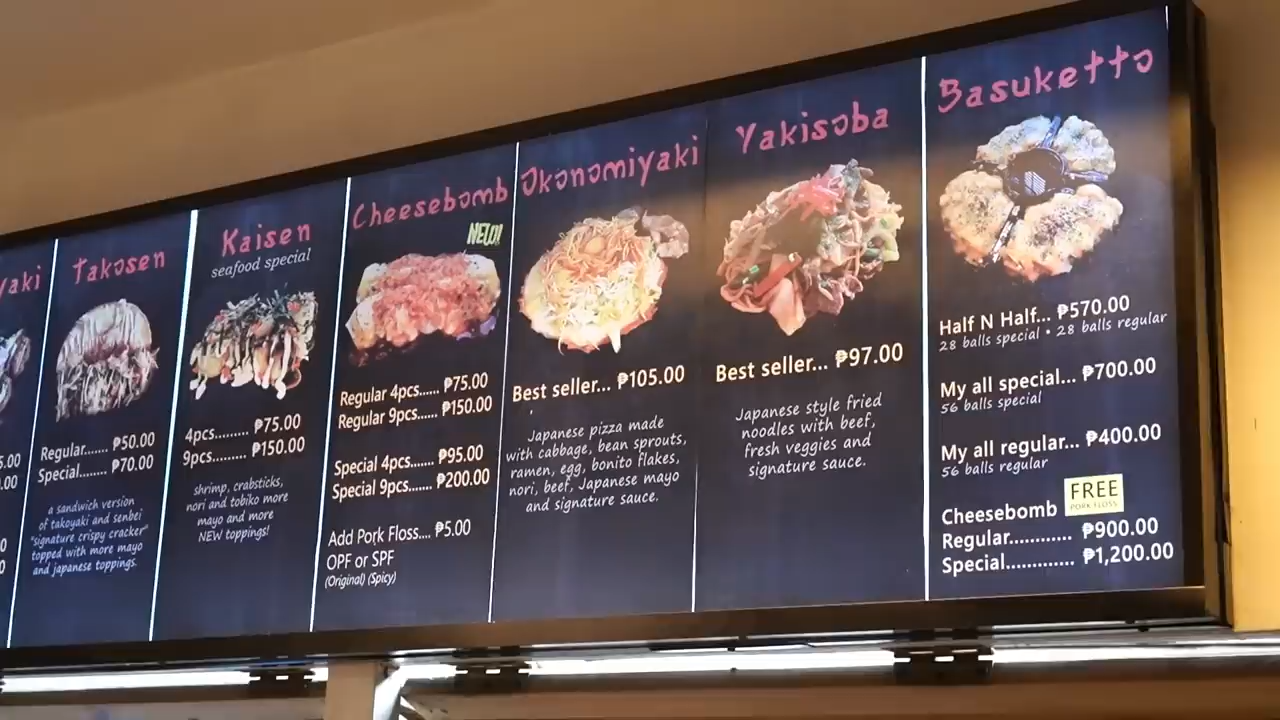 yaki
5.00
Takosen
Regular...... ₱50.00
Special....... ₱70.00
a sandwich version
of takoyaki and senbei
"signature crispy cracker"
topped with more mayo
and japanese toppings.
Kaisen
seafood special
4pcs......... ₱75.00
9pcs.......... ₱150.00
shrimp, crabsticks,
nori and tobiko more
mayo and more
NEW toppings!
Cheesebomb
NEW!
Regular 4pcs...... ₱75.00
Regular 9pcs...... ₱150.00
Special 4pcs...... ₱95.00
Special 9pcs....... ₱200.00
Add Pork Floss.... ₱5.00
OPF or SPF
(Original) (Spicy)
Okonomiyaki
Best seller... ₱105.00
Japanese pizza made
with cabbage, bean sprouts,
ramen, egg, bonito flakes,
nori, beef, Japanese mayo
and signature sauce.
Yakisoba
Best seller... ₱97.00
Japanese style fried
noodles with beef,
fresh veggies and
signature sauce.
Basuketto
Half N Half... ₱570.00
28 balls special • 28 balls regular
My all special... ₱700.00
56 balls special
My all regular... ₱400.00
56 balls regular
Cheesebomb FREE
PORK FLOSS
Regular............ ₱900.00
Special............. ₱1,200.00